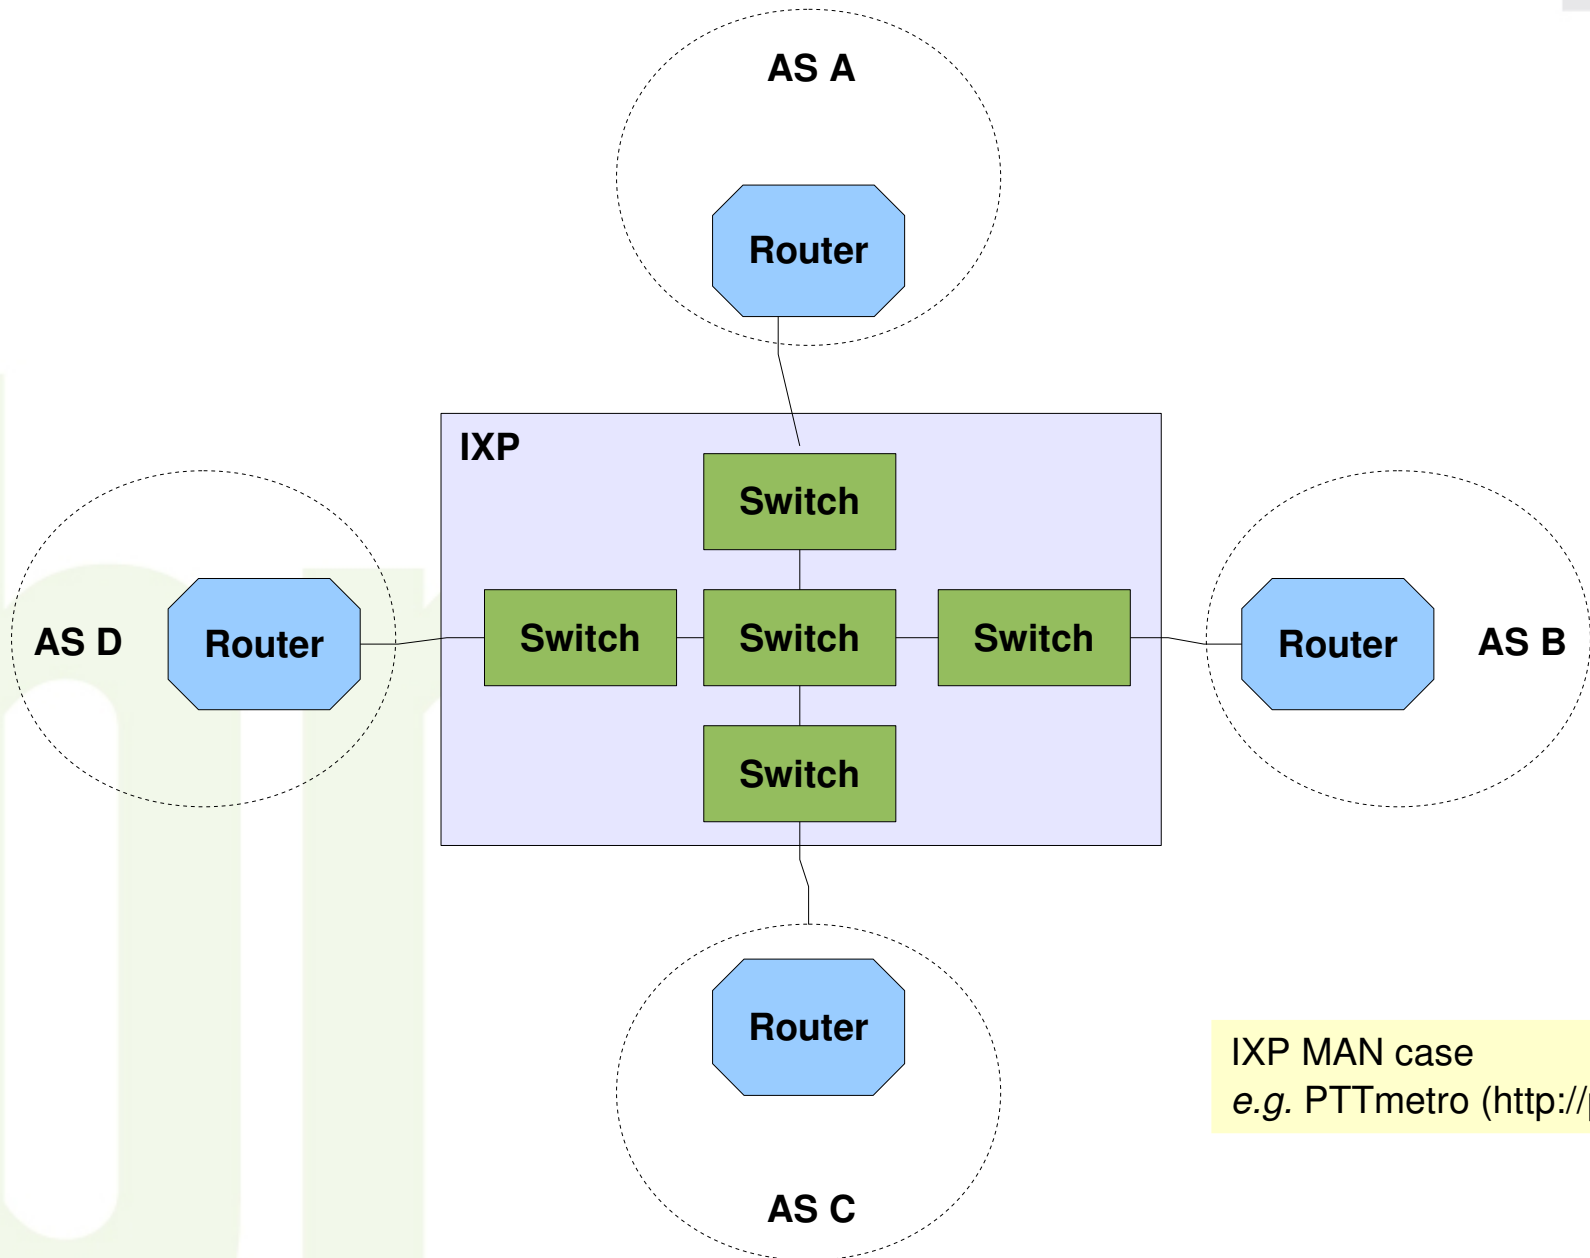 AS A
Router
IXP
Switch
AS D
Router
Switch
Switch
Switch
Router
AS B
Switch
Router
IXP MAN case
e.g. PTTmetro (http://
AS C